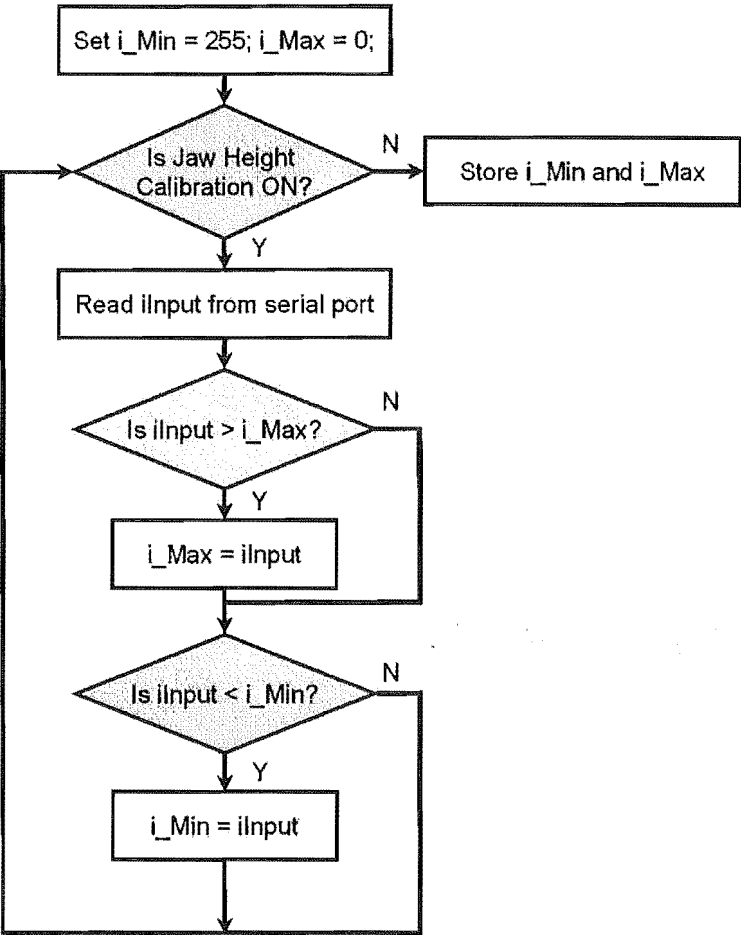 Set i_Min = 255; i_Max = 0;
Is Jaw Height
Calibration ON?
N
Store i_Min and i_Max
Y
Read iInput from serial port
Is iInput > i_Max?
N
Y
i_Max = iInput
Is iInput < i_Min?
N
Y
i_Min = iInput